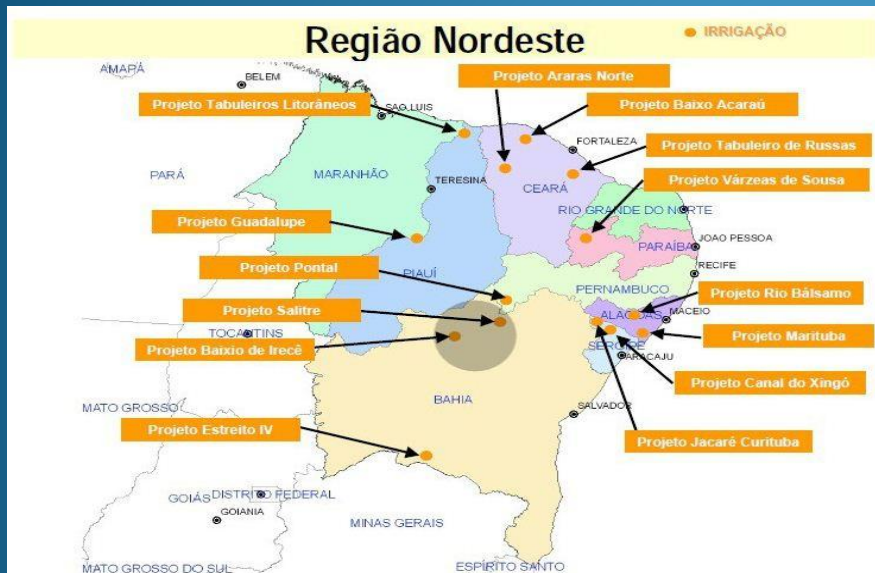 Região Nordeste
IRRIGAÇÃO
AMAPÁ
BELEM
Projeto Araras Norte
Projeto Tabuleiros Litorâneos
SAO LUIS
Projeto Baixo Acaraú
FORTALEZA
Projeto Tabuleiro de Russas
PARÁ
MARANHÃO
TERESINA
CEARÁ
Projeto Várzeas de Sousa
RIO GRANDE DO NORTE
Projeto Guadalupe
PARAÍBA
JOAO PESSOA
Projeto Pontal
PIAUÍ
RECIFE
PERNAMBUCO
Projeto Rio Bálsamo
Projeto Salitre
ALAGOAS
MACEIO
TOCANTINS
Projeto Marituba
Projeto Baixio de Irecê
SERGIPE
ARACAJU
Projeto Canal do Xingó
BAHIA
MATO GROSSO
SALVADOR
Projeto Estreito IV
Projeto Jacaré Curituba
GOIÁS
DISTRITO FEDERAL
GOIANIA
MINAS GERAIS
MATO GROSSO DO SUL
ESPÍRITO SANTO